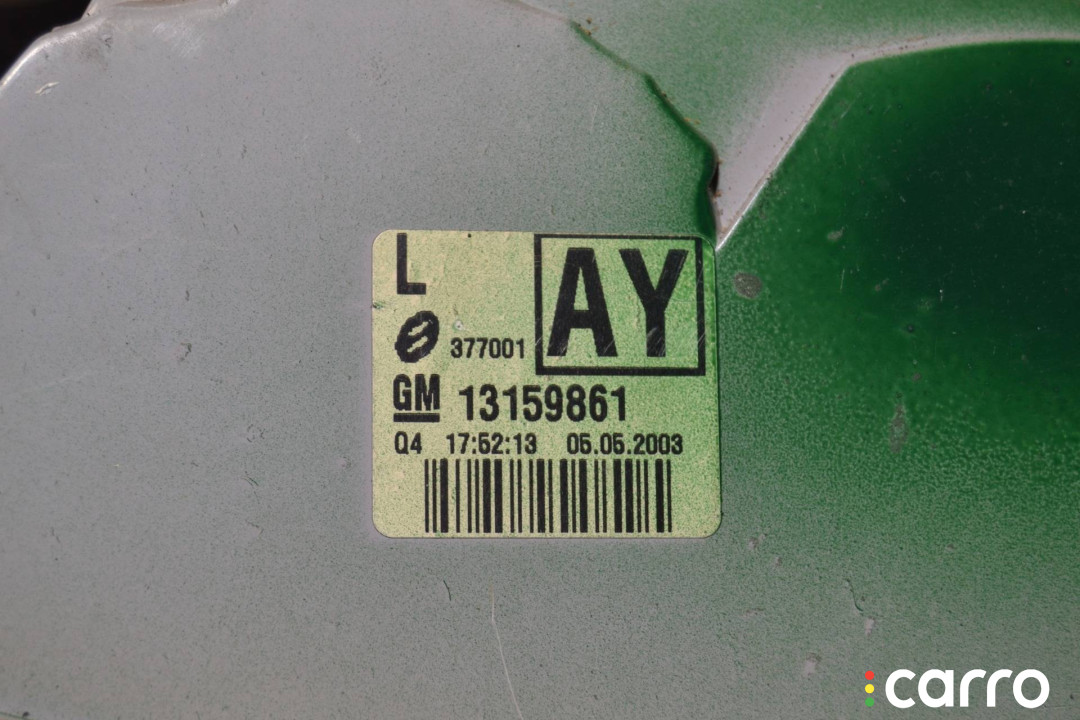 L
AY
377001
GM 13159861
Q4 17:52:13 05.05.2003
carro